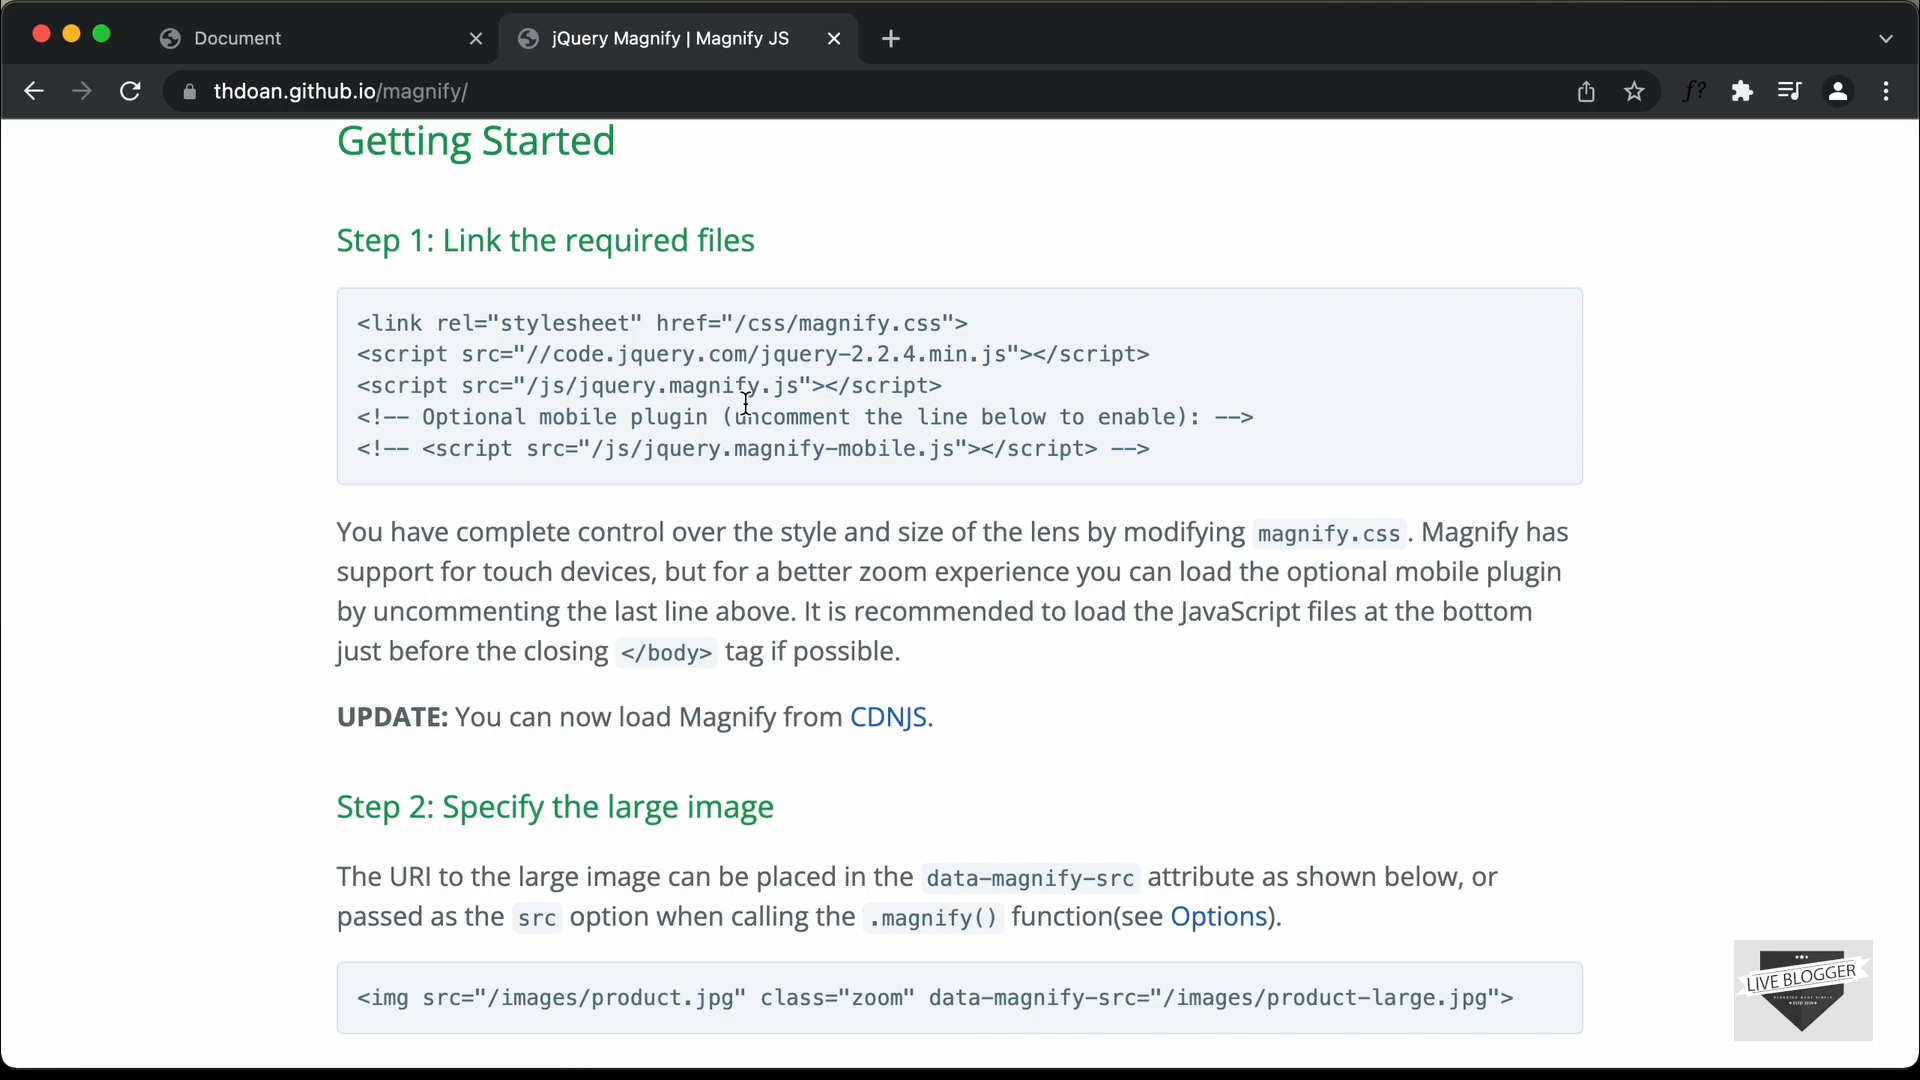 Document
jQuery Magnify | Magnify JS
thdoan.github.io/magnify/
f?
Getting Started
Step 1: Link the required files
<link rel="stylesheet" href="/css/magnify.css">
<script src="//code.jquery.com/jquery-2.2.4.min.js"></script>
<script src="/js/jquery.magnify.js"></script>
<!-- Optional mobile plugin (uncomment the line below to enable): -->
<!-- <script src="/js/jquery.magnify-mobile.js"></script> -->
You have complete control over the style and size of the lens by modifying magnify.css. Magnify has
support for touch devices, but for a better zoom experience you can load the optional mobile plugin
by uncommenting the last line above. It is recommended to load the JavaScript files at the bottom
just before the closing </body> tag if possible.
UPDATE: You can now load Magnify from CDNJS.
Step 2: Specify the large image
The URI to the large image can be placed in the data-magnify-src attribute as shown below, or
passed as the src option when calling the .magnify() function(see Options).
<img src="/images/product.jpg" class="zoom" data-magnify-src="/images/product-large.jpg">
LIVE BLOGGER